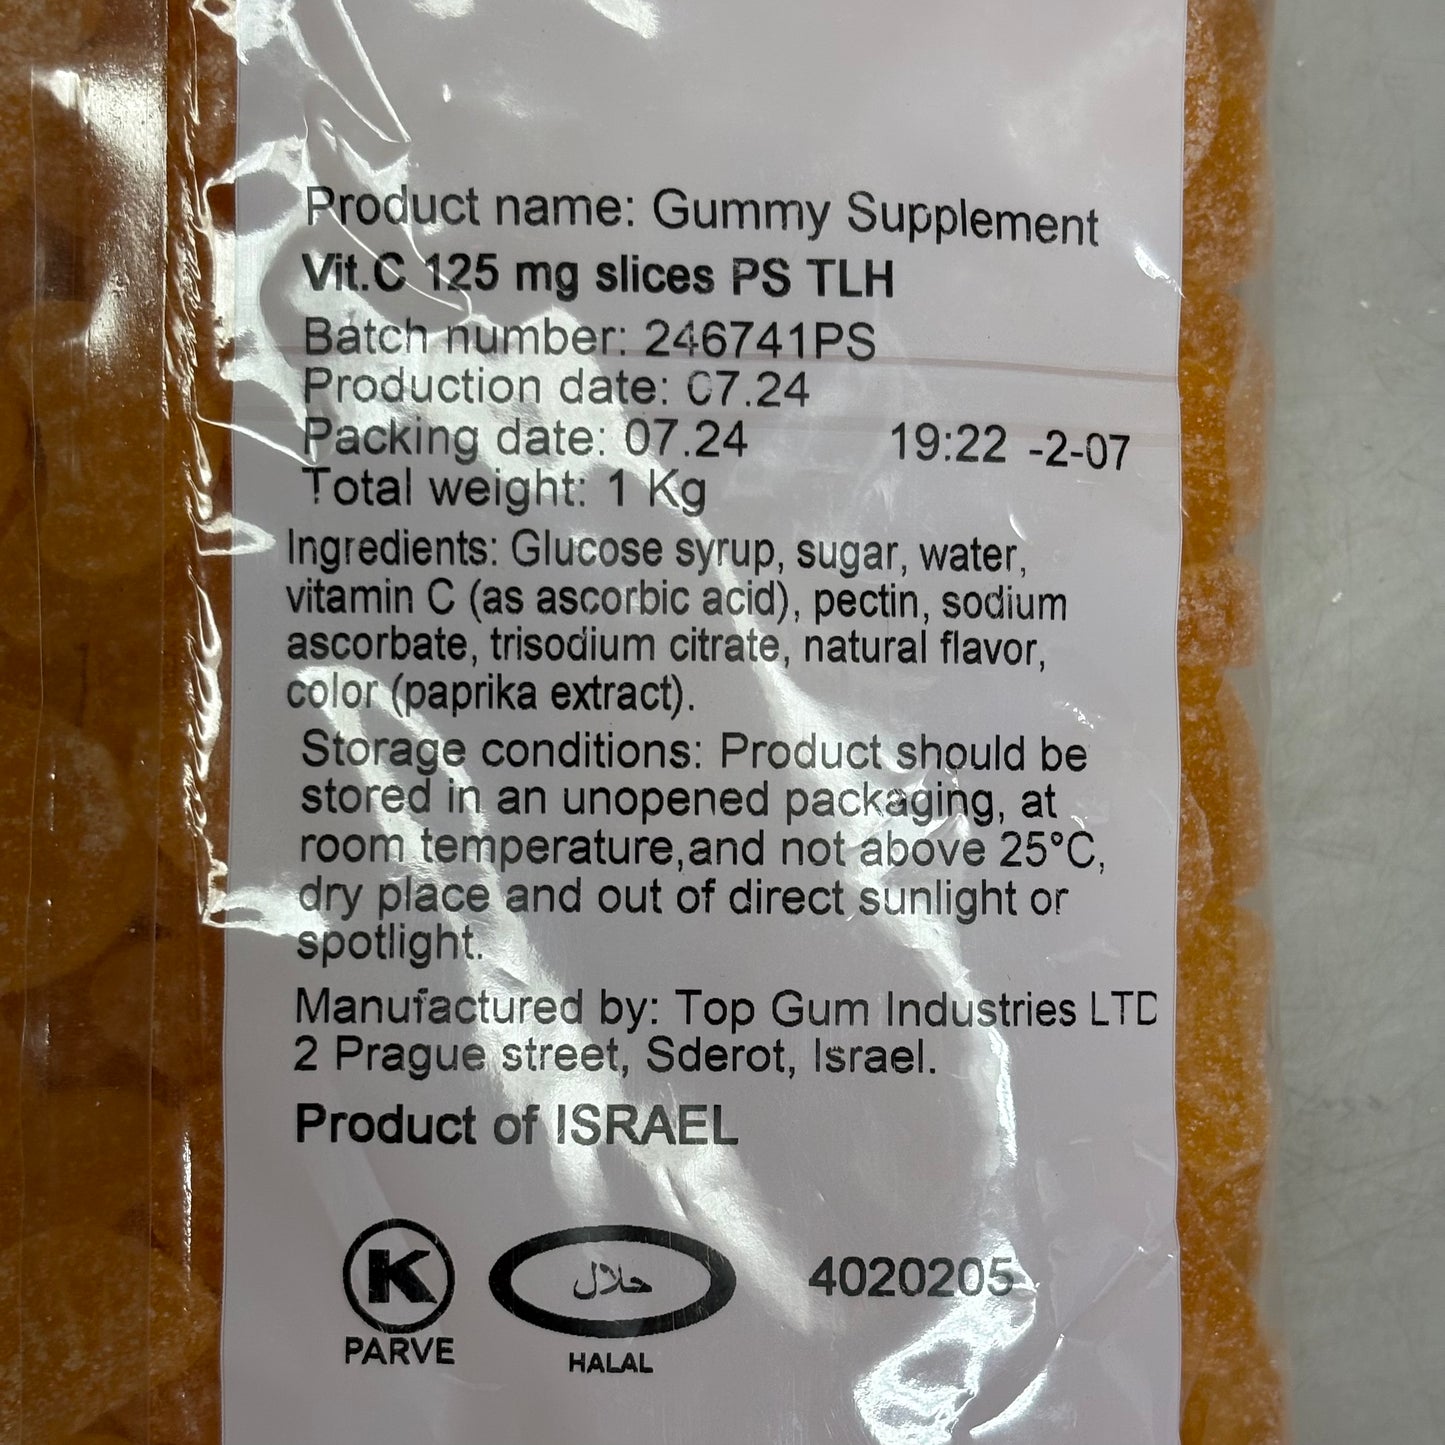 Product name: Gummy Supplement
Vit.C 125 mg slices PS TLH
Batch number: 246741PS
Production date: 07.24
Packing date: 07.24 19:22 -2-07
Total weight: 1 Kg
Ingredients: Glucose syrup, sugar, water,
vitamin C (as ascorbic acid), pectin, sodium
ascorbate, trisodium citrate, natural flavor,
color (paprika extract).
Storage conditions: Product should be
stored in an unopened packaging, at
room temperature,and not above 25°C,
dry place and out of direct sunlight or
spotlight.
Manufactured by: Top Gum Industries LTD
2 Prague street, Sderot, Israel.
Product of ISRAEL
K حلال 4020205
PARVE HALAL